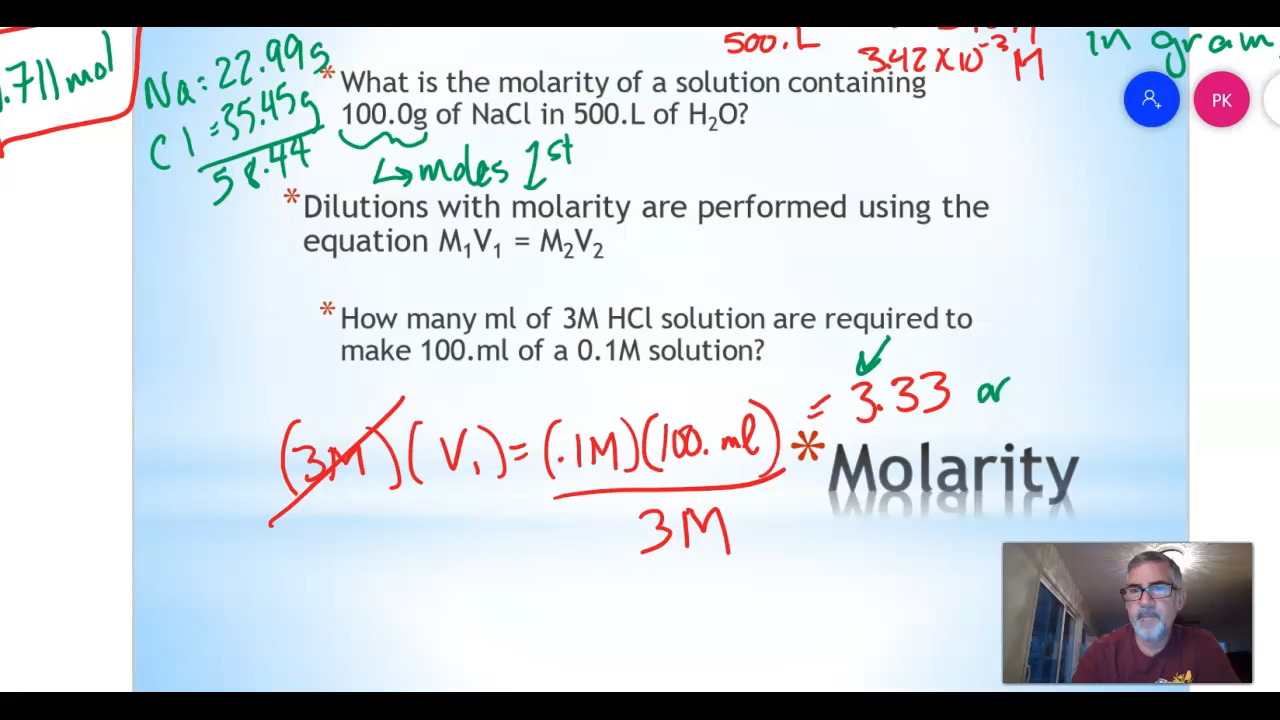 500.L
3.42 x 10⁻³ M
in gram
.711mol
Na: 22.99g
Cl = 35.45g
58.44
* What is the molarity of a solution containing
100.0g of NaCl in 500.L of H₂O?
↳ moles 1st
PK
* Dilutions with molarity are performed using the
equation M₁V₁ = M₂V₂
* How many ml of 3M HCl solution are required to
make 100.ml of a 0.1M solution?
(3M)(V₁) = (.1M)(100. ml) = 3.33 or
3M
* Molarity